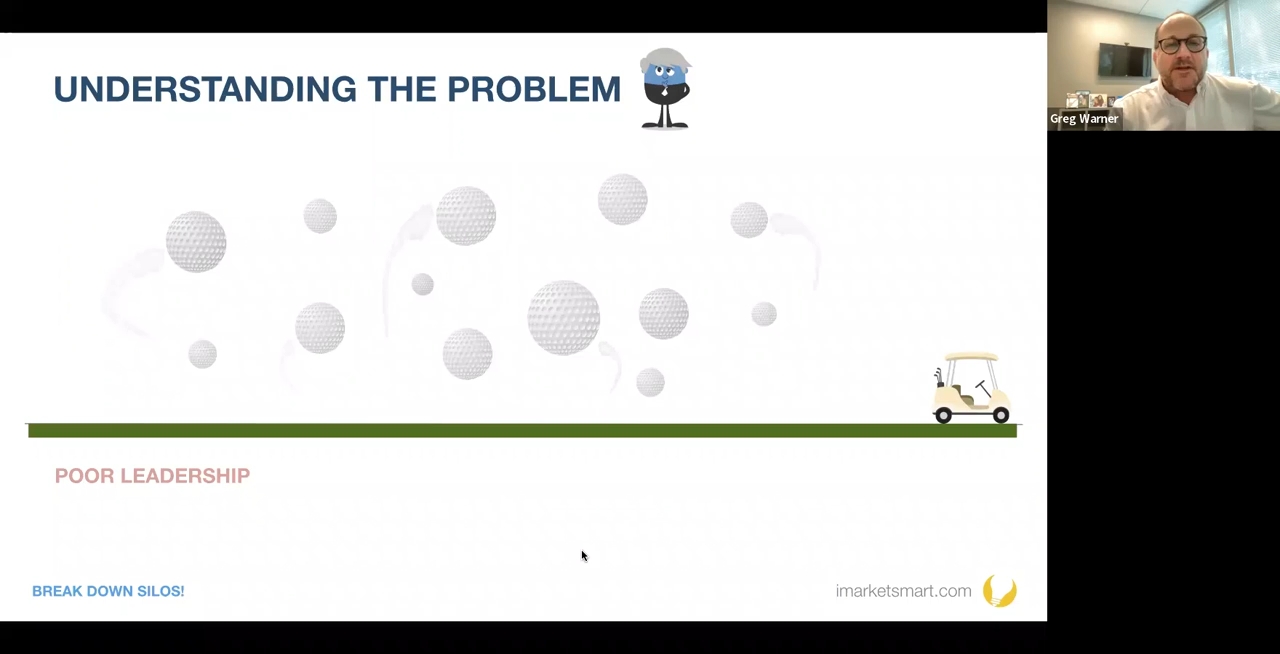 UNDERSTANDING THE PROBLEM
Greg Warner
POOR LEADERSHIP
BREAK DOWN SILOS!
imarketsmart.com